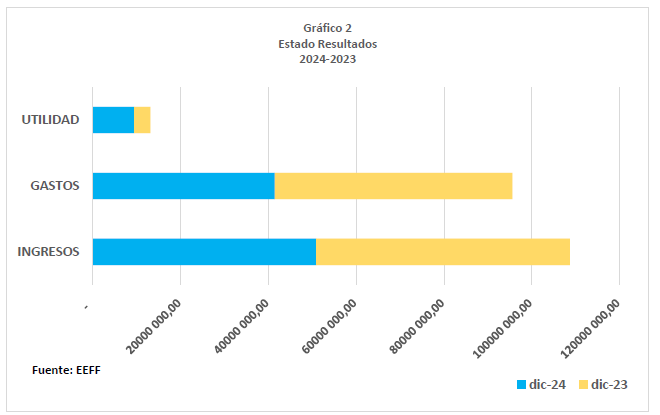 Gráfico 2
Estado Resultados
2024-2023
UTILIDAD
GASTOS
INGRESOS
-
20000 000,00
40000 000,00
60000 000,00
80000 000,00
100000 000,00
120000 000,00
Fuente: EEFF
dic-24 dic-23